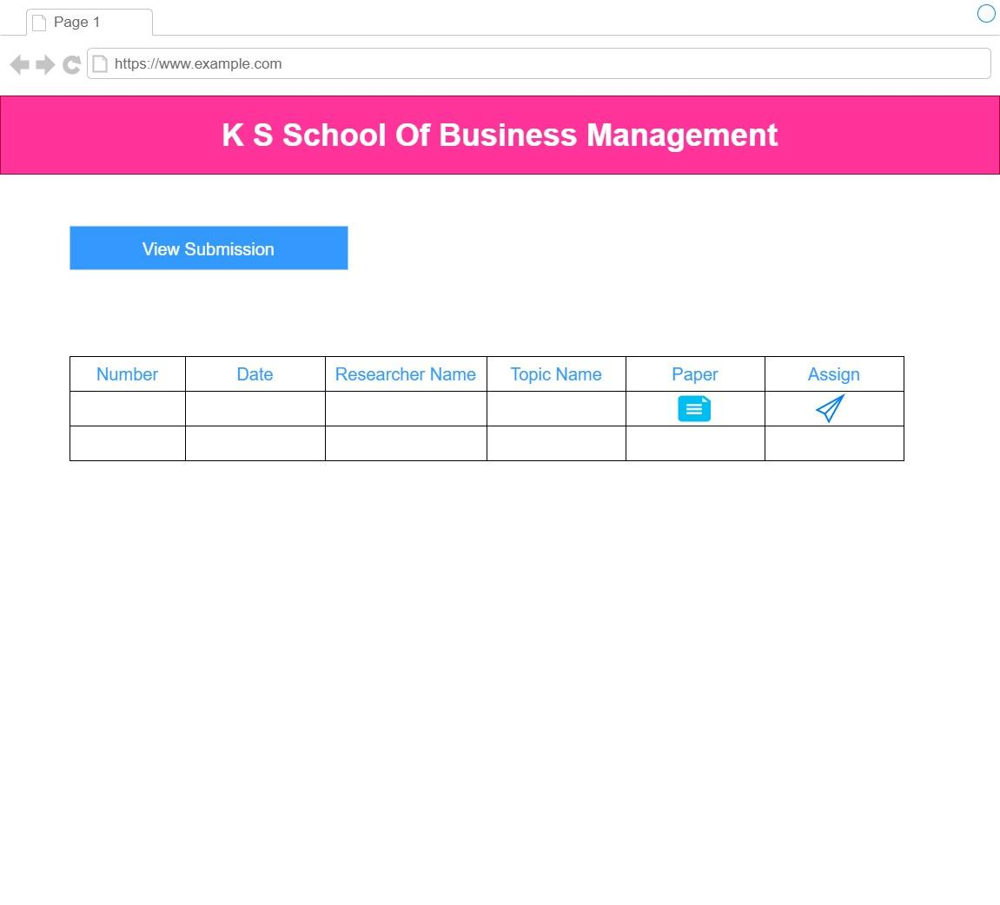 Page 1
https://www.example.com
K S School Of Business Management
View Submission
Number Date Researcher Name Topic Name Paper Assign